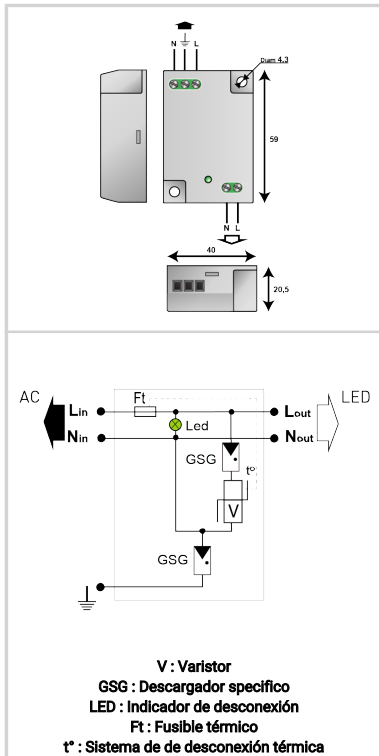 N L
Diam 4,3
59
N L
40
20,5
AC
Ft
LED
Lin
Lout
Led
Nin
Nout
GSG
t°
V
GSG
V : Varistor
GSG : Descargador specifico
LED : Indicador de desconexión
Ft : Fusible térmico
t° : Sistema de de desconexión térmica